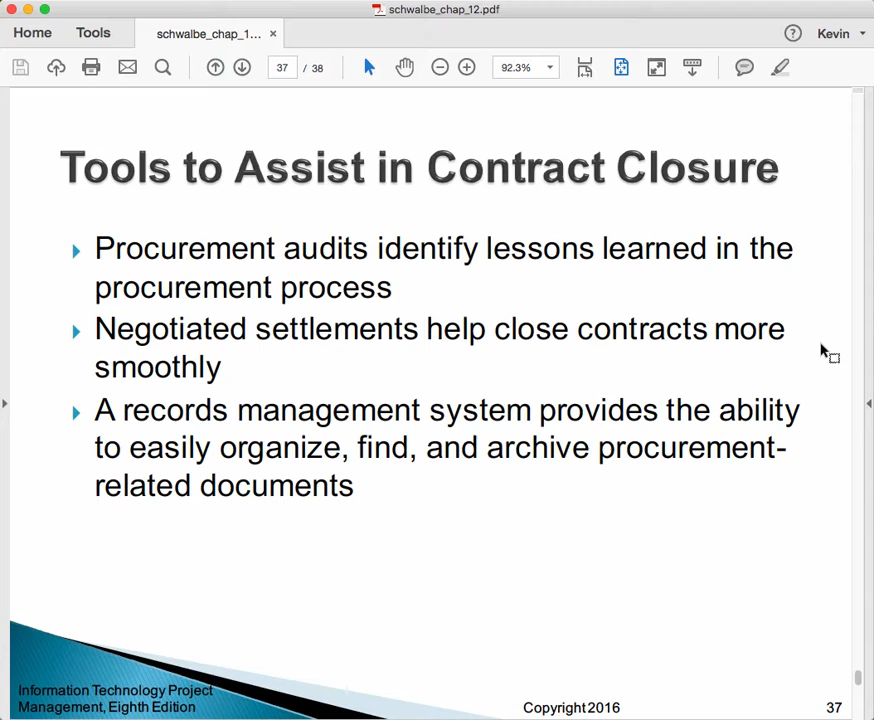 schwalbe_chap_12.pdf
Home
Tools
schwalbe_chap_1...
Kevin
37 / 38
92.3%
Tools to Assist in Contract Closure
Procurement audits identify lessons learned in the
procurement process
Negotiated settlements help close contracts more
smoothly
A records management system provides the ability
to easily organize, find, and archive procurement-
related documents
Information Technology Project
Management, Eighth Edition
Copyright 2016
37